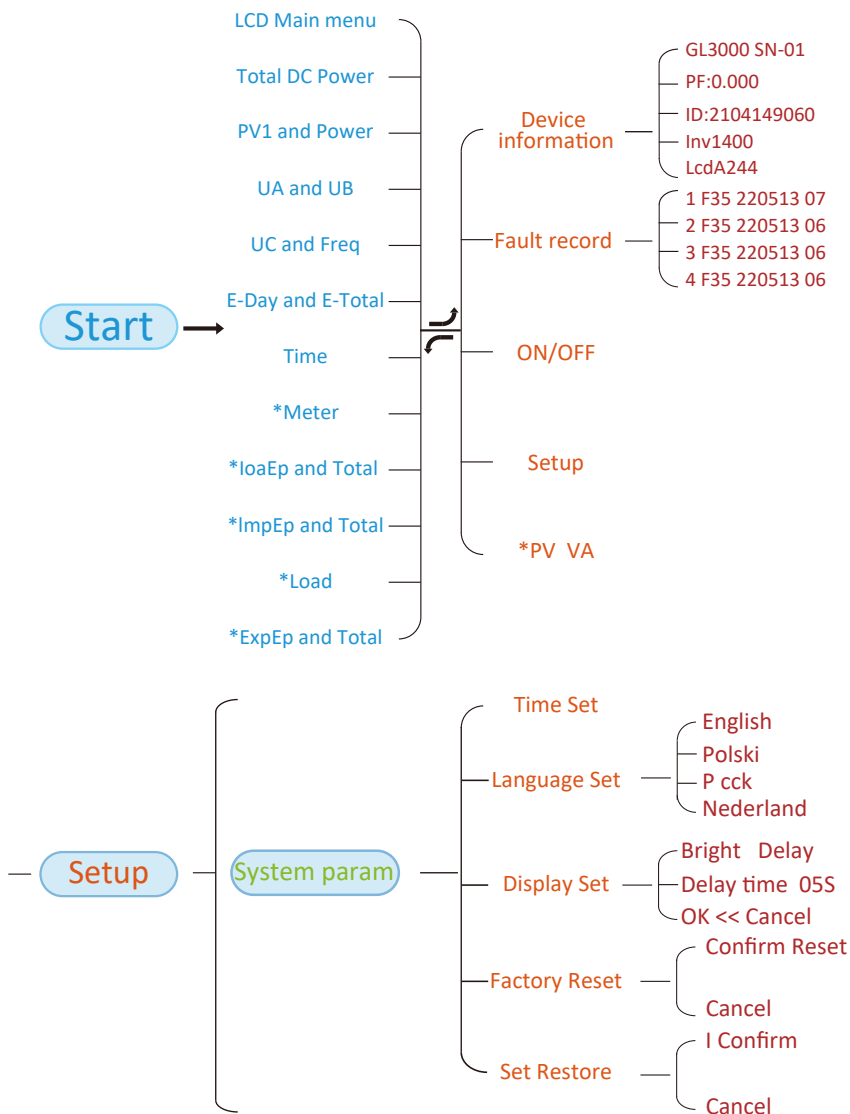 LCD Main menu
Total DC Power
PV1 and Power
UA and UB
UC and Freq
E-Day and E-Total
Start
Time
*Meter
*IoaEp and Total
*ImpEp and Total
*Load
*ExpEp and Total
Device
information
GL3000 SN-01
PF:0.000
ID:2104149060
Inv1400
LcdA244
Fault record
1 F35 220513 07
2 F35 220513 06
3 F35 220513 06
4 F35 220513 06
ON/OFF
Setup
*PV VA
Setup
System param
Time Set
Language Set
English
Polski
P cck
Nederland
Display Set
Bright Delay
Delay time 05S
OK << Cancel
Factory Reset
Confirm Reset
Cancel
Set Restore
I Confirm
Cancel